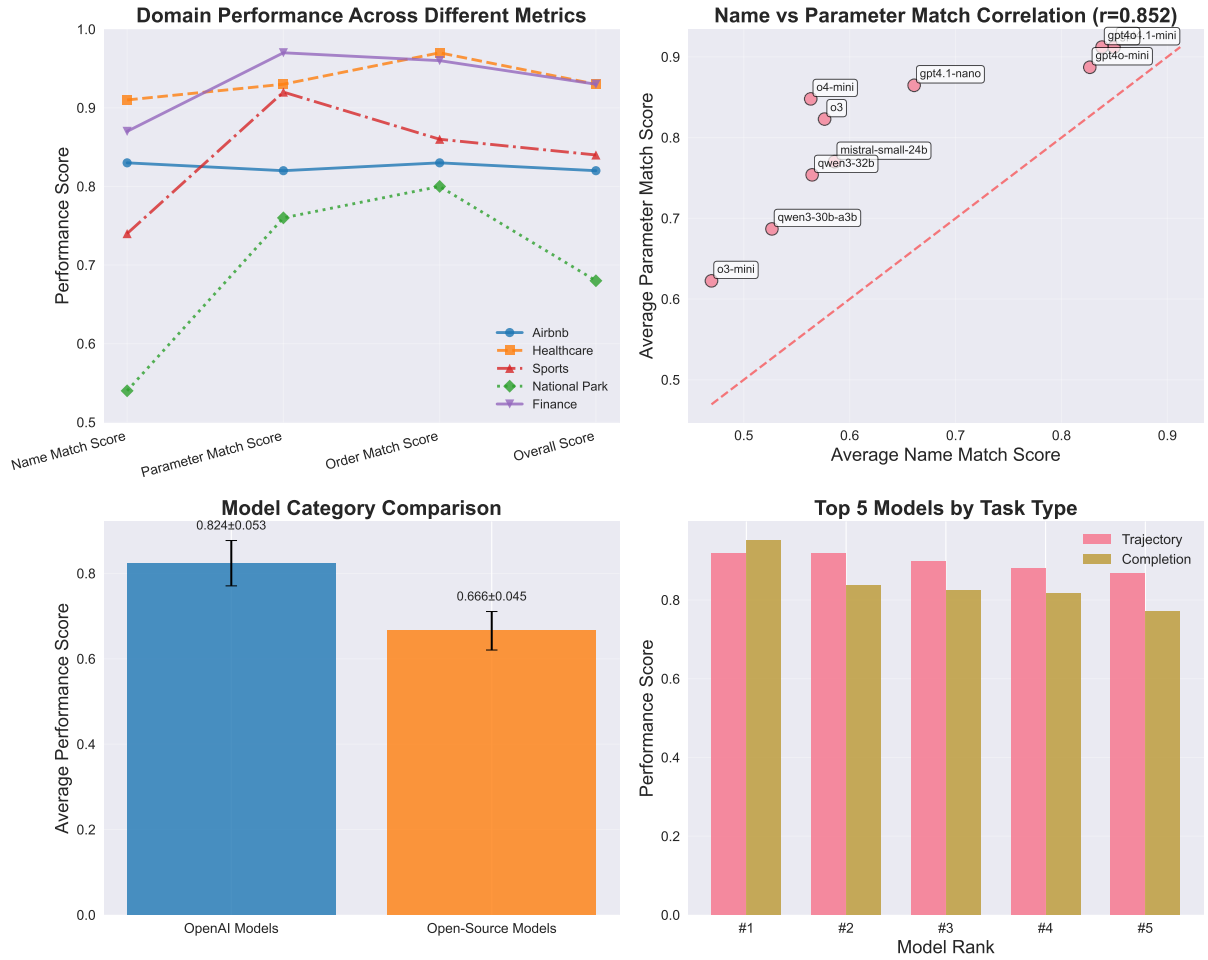 Domain Performance Across Different Metrics
Performance Score
1.0
0.9
0.8
0.7
0.6
0.5
Name Match Score
Parameter Match Score
Order Match Score
Overall Score
Airbnb
Healthcare
Sports
National Park
Finance
Name vs Parameter Match Correlation (r=0.852)
Average Parameter Match Score
0.9
0.8
0.7
0.6
0.5
gpt4o
.1-mini
gpt4o-mini
gpt4.1-nano
o4-mini
o3
mistral-small-24b
qwen3-32b
qwen3-30b-a3b
o3-mini
0.5
0.6
0.7
0.8
0.9
Average Name Match Score
Model Category Comparison
Average Performance Score
0.8
0.6
0.4
0.2
0.0
0.824±0.053
0.666±0.045
OpenAI Models
Open-Source Models
Top 5 Models by Task Type
Performance Score
0.8
0.6
0.4
0.2
0.0
Trajectory
Completion
#1
#2
#3
#4
#5
Model Rank